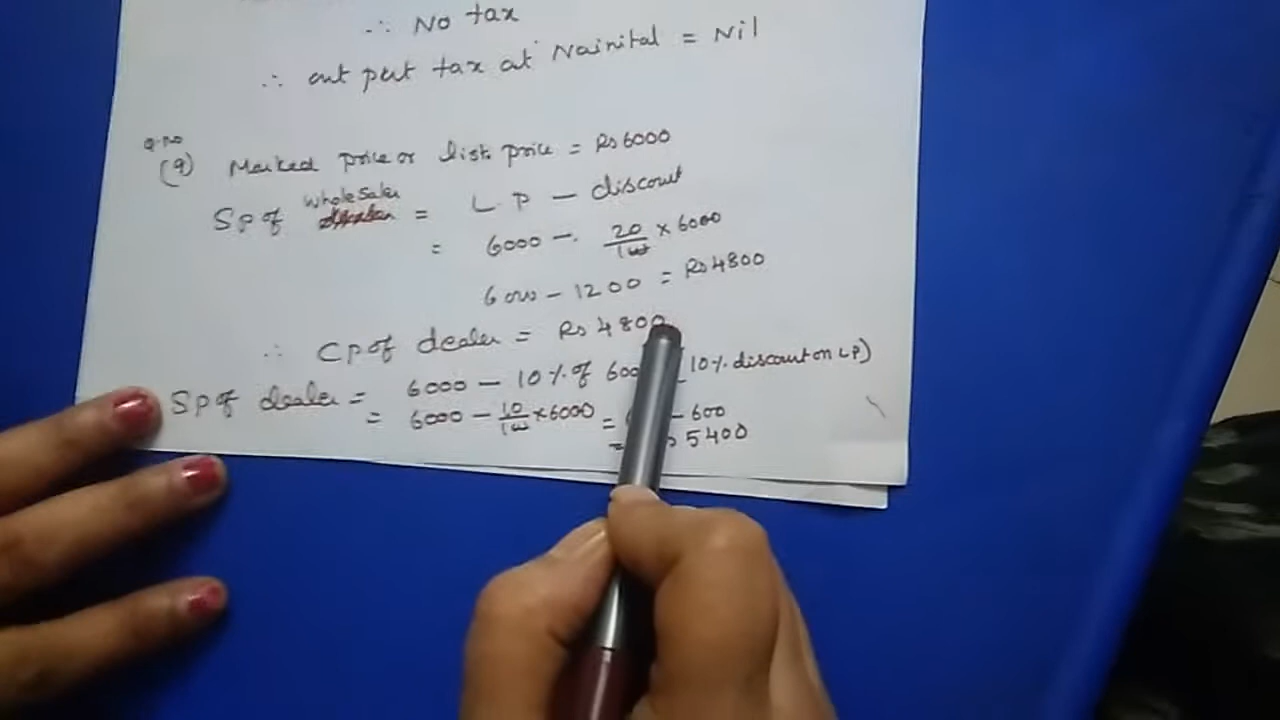 ∴ No tax
∴ out put tax at Nainital = Nil
Q.no
(9) Marked price or list price = Rs 6000
wholesaler
Sp of = L P - discount
= 6000 - 20/100 × 6000
6000 - 1200 = Rs 4800
∴ Cp of dealer = Rs 4800
Sp of dealer = 6000 - 10% of 600 [10% discount on LP)
= 6000 - 10/100 × 6000 = - 600
= 5400